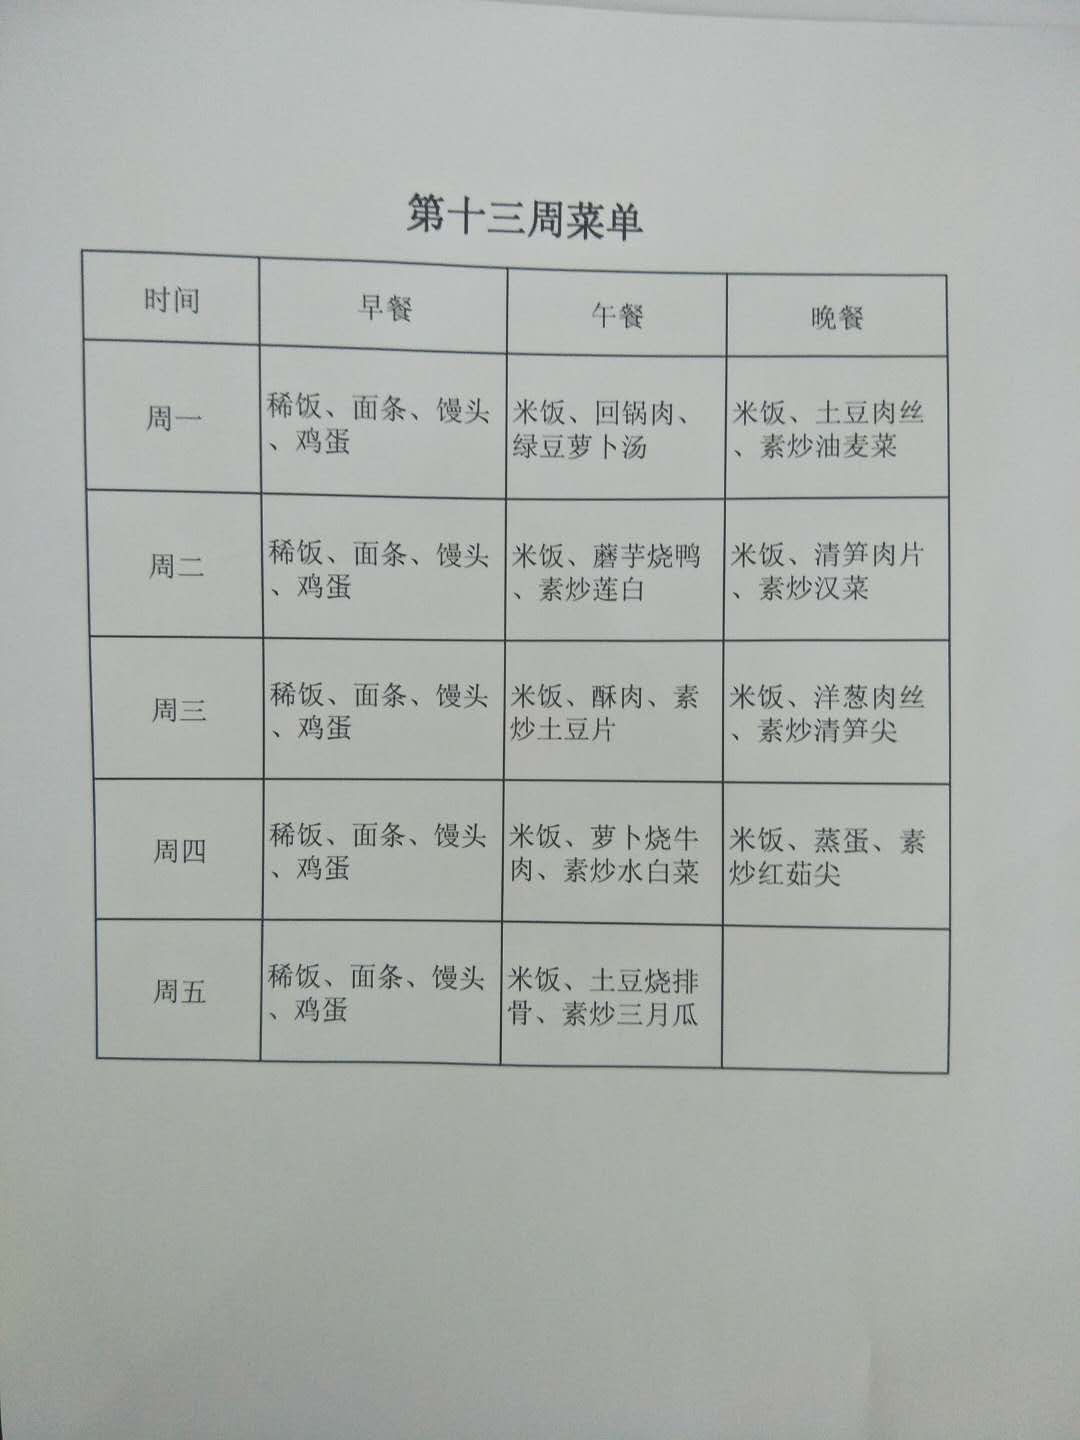 第十三周菜单
时间 早餐 午餐 晚餐
周一
稀饭、面条、馒头
、鸡蛋
米饭、回锅肉、
绿豆萝卜汤
米饭、土豆肉丝
、素炒油麦菜
周二
稀饭、面条、馒头
、鸡蛋
米饭、蘑芋烧鸭
、素炒莲白
米饭、清笋肉片
、素炒汉菜
周三
稀饭、面条、馒头
、鸡蛋
米饭、酥肉、素
炒土豆片
米饭、洋葱肉丝
、素炒清笋尖
周四
稀饭、面条、馒头
、鸡蛋
米饭、萝卜烧牛
肉、素炒水白菜
米饭、蒸蛋、素
炒红茹尖
周五
稀饭、面条、馒头
、鸡蛋
米饭、土豆烧排
骨、素炒三月瓜